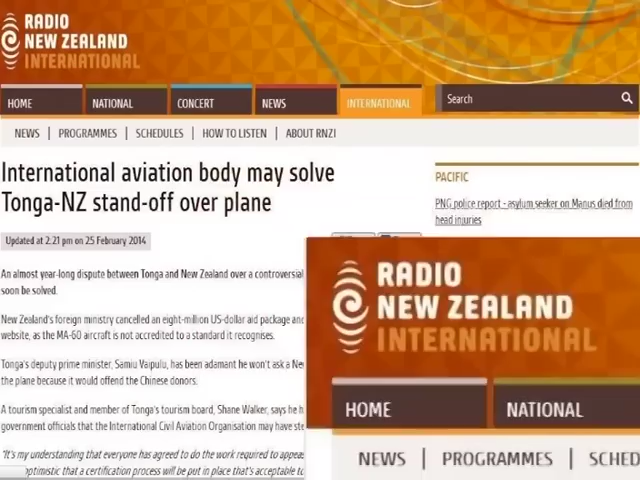 RADIO
NEW ZEALAND
INTERNATIONAL
HOME
NATIONAL
CONCERT
NEWS
INTERNATIONAL
Search
NEWS | PROGRAMMES | SCHEDULES | HOW TO LISTEN | ABOUT RNZI
International aviation body may solve
Tonga-NZ stand-off over plane
Updated at 2:21 pm on 25 February 2014
An almost year-long dispute between Tonga and New Zealand over a controversial
soon be solved.
New Zealand's foreign ministry cancelled an eight-million US-dollar aid package and
website, as the MA-60 aircraft is not accredited to a standard it recognises.
Tonga's deputy prime minister, Samiu Vaipulu, has been adamant he won't ask a Ne
the plane because it would offend the Chinese donors.
A tourism specialist and member of Tonga's tourism board, Shane Walker, says he h
government officials that the International Civil Aviation Organisation may have ste
"It's my understanding that everyone has agreed to do the work required to appeas
optimistic that a certification process will be put in place that's acceptable to
PACIFIC
PNG police report - asylum seeker on Manus died from
head injuries
RADIO
NEW ZEALAND
INTERNATIONAL
HOME
NATIONAL
NEWS | PROGRAMMES | SCHED